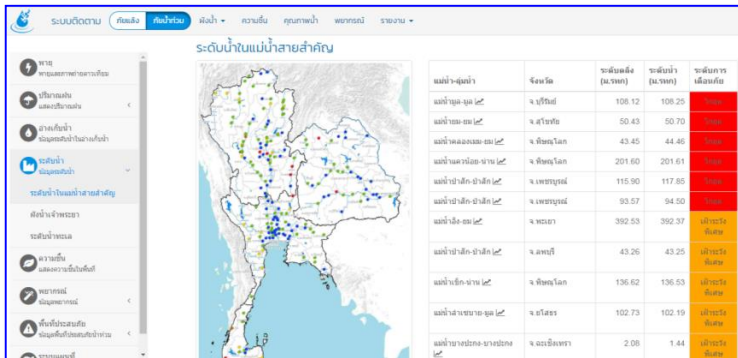 ระบบติดตาม ภัยแล้ง ภัยน้ำท่วม ผังน้ำ ความชื้น คุณภาพน้ำ พยากรณ์ รายงาน
พายุ
พายุและภาพถ่ายดาวเทียม
ปริมาณฝน
แสดงปริมาณฝน
อ่างเก็บน้ำ
ข้อมูลระดับน้ำในอ่างเก็บน้ำ
ระดับน้ำ
ข้อมูลระดับน้ำ
ระดับน้ำในแม่น้ำสายสำคัญ
ผังน้ำเจ้าพระยา
ระดับน้ำทะเล
ความชื้น
แสดงความชื้นในพื้นที่
พยากรณ์
ข้อมูลพยากรณ์
พื้นที่ประสบภัย
ข้อมูลพื้นที่ประสบภัยน้ำท่วม
ระบบแผนที่
ระดับน้ำในแม่น้ำสายสำคัญ
แม่น้ำ-ลุ่มน้ำ จังหวัด ระดับตลิ่ง (ม.รทก) ระดับน้ำ (ม.รทก) ระดับการเตือนภัย
แม่น้ำมูล-มูล จ.บุรีรัมย์ 108.12 108.25 วิกฤต
แม่น้ำยม-ยม จ.สุโขทัย 50.43 50.70 วิกฤต
แม่น้ำคลองเมม-ยม จ.พิษณุโลก 43.45 44.46 วิกฤต
แม่น้ำแควน้อย-น่าน จ.พิษณุโลก 201.60 201.61 วิกฤต
แม่น้ำป่าสัก-ป่าสัก จ.เพชรบูรณ์ 115.90 117.85 วิกฤต
แม่น้ำป่าสัก-ป่าสัก จ.เพชรบูรณ์ 93.57 94.50 วิกฤต
แม่น้ำอิง-ยม จ.พะเยา 392.53 392.37 เฝ้าระวังพิเศษ
แม่น้ำป่าสัก-ป่าสัก จ.ลพบุรี 43.26 43.25 เฝ้าระวังพิเศษ
แม่น้ำเข็ก-น่าน จ.พิษณุโลก 136.62 136.53 เฝ้าระวังพิเศษ
แม่น้ำลำเซบาย-มูล จ.ยโสธร 102.73 102.19 เฝ้าระวังพิเศษ
แม่น้ำบางปะกง-บางปะกง จ.ฉะเชิงเทรา 2.08 1.44 เฝ้าระวังพิเศษ